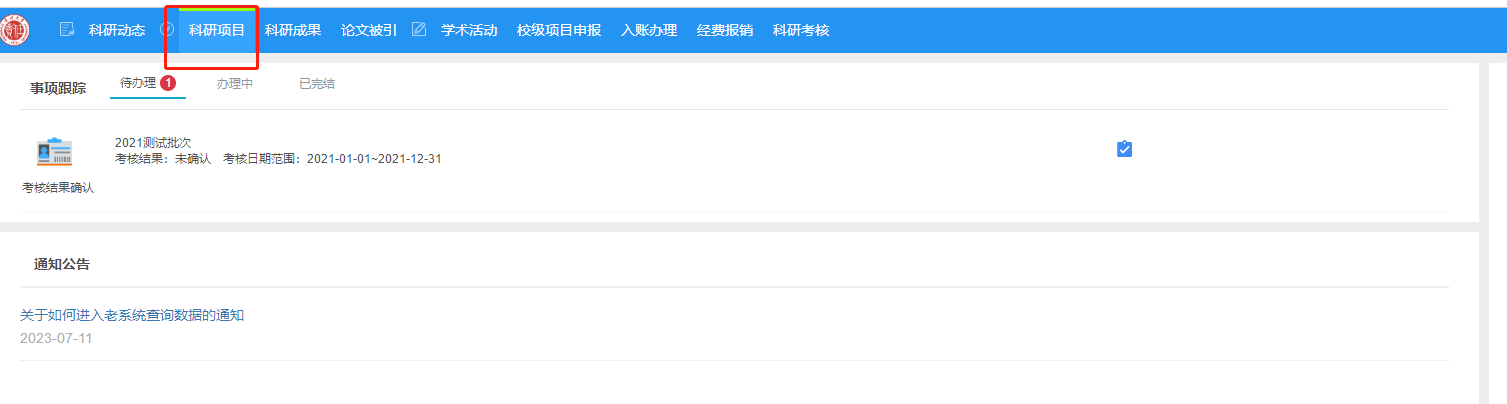 科研动态 科研项目 科研成果 论文被引 学术活动 校级项目申报 入账办理 经费报销 科研考核
事项跟踪 待办理 1 办理中 已完结
2021测试批次
考核结果：未确认 考核日期范围：2021-01-01~2021-12-31
考核结果确认
通知公告
关于如何进入老系统查询数据的通知
2023-07-11